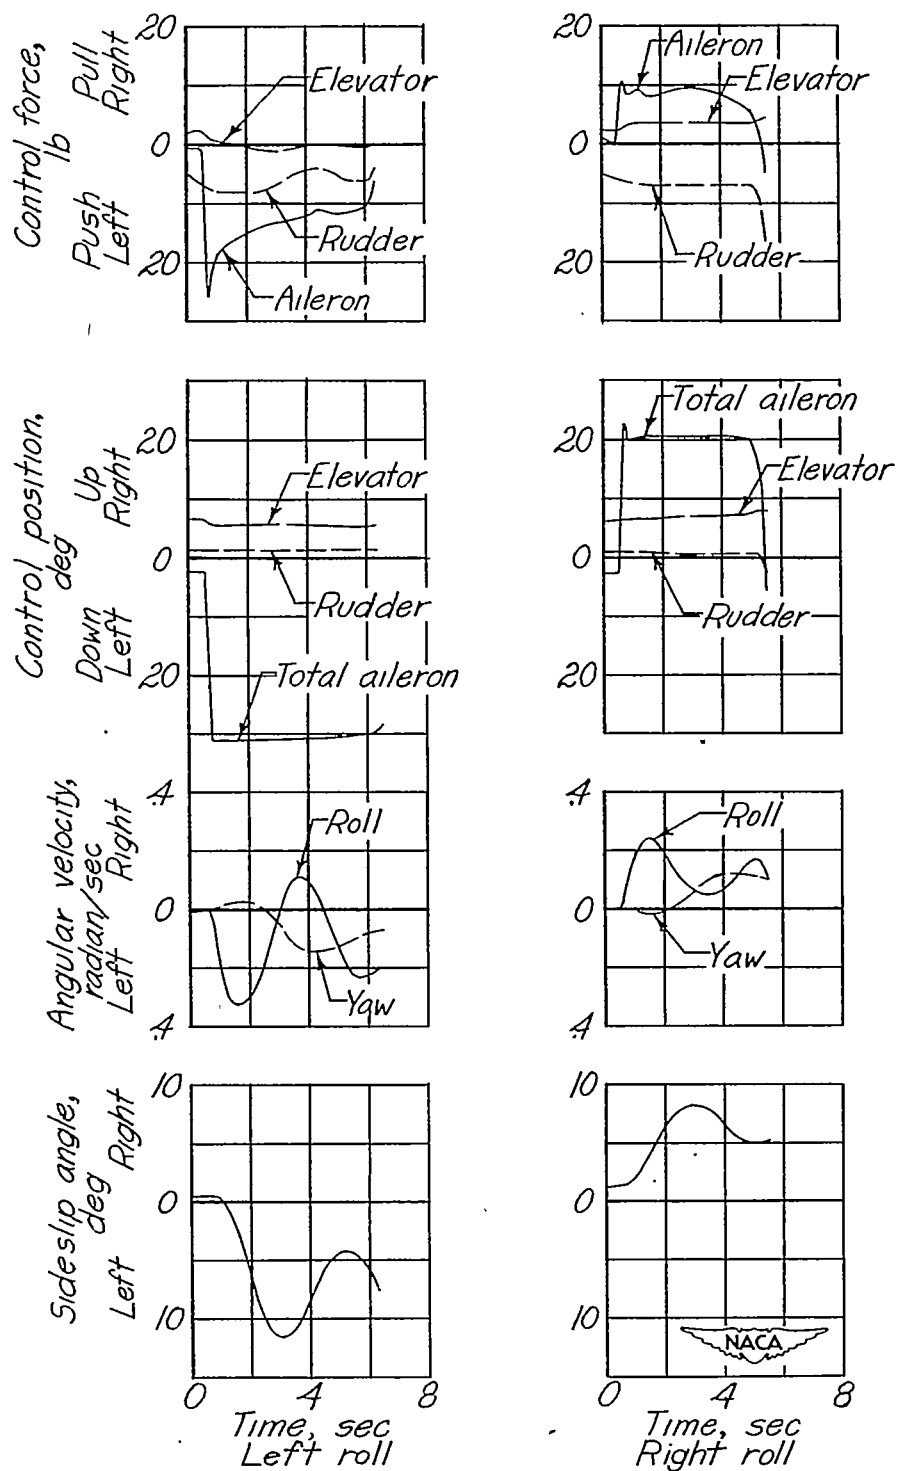 Control force,
lb
Push Pull
Left Right
20
0
20
Elevator
Rudder
Aileron
20
0
20
Aileron
Elevator
Rudder
Control position,
deg
Down Up
Left Right
20
0
20
Elevator
Rudder
Total aileron
20
0
20
Total aileron
Elevator
Rudder
Angular velocity,
radian/sec
Left Right
.4
0
.4
Roll
Yaw
.4
0
.4
Roll
Yaw
Sideslip angle,
deg
Left Right
10
0
10
10
0
10
NACA
0 4 8
Time, sec
Left roll
0 4 8
Time, sec
Right roll